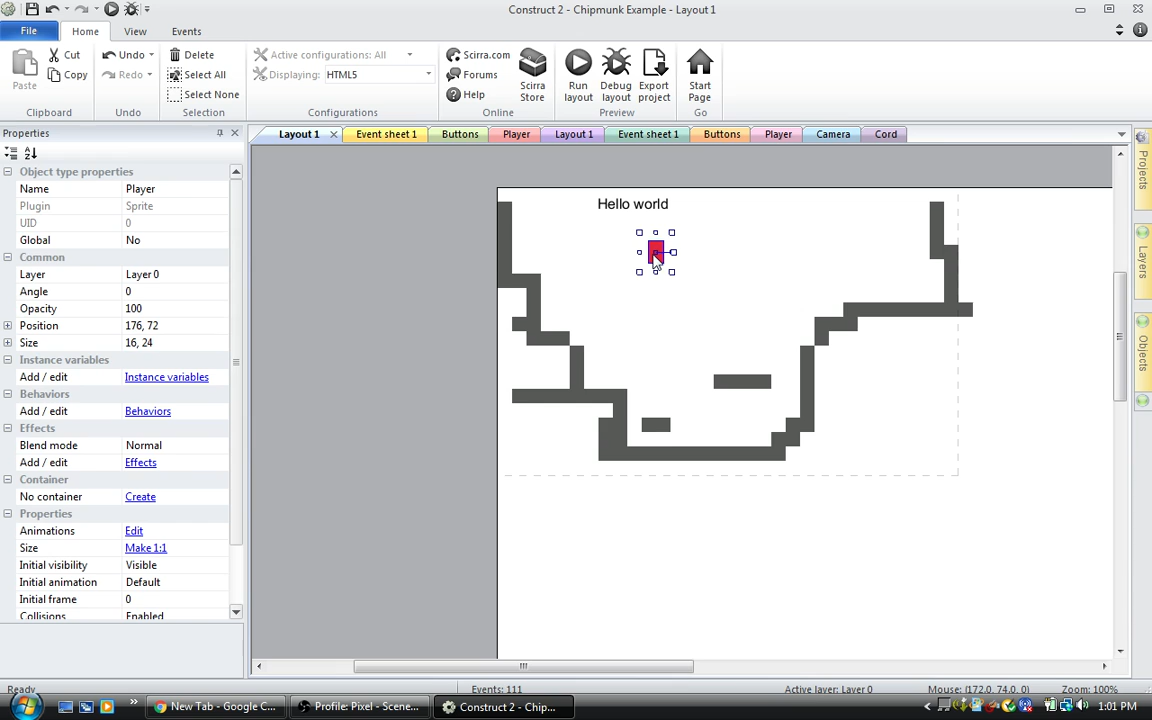 Construct 2 - Chipmunk Example - Layout 1
File
Home
View
Events
Paste
Cut
Copy
Clipboard
Undo
Redo
Undo
Delete
Select All
Select None
Selection
Active configurations: All
Displaying: HTML5
Configurations
Scirra.com
Forums
Help
Scirra Store
Online
Run layout
Debug layout
Export project
Preview
Start Page
Go
Properties
Layout 1
Event sheet 1
Buttons
Player
Layout 1
Event sheet 1
Buttons
Player
Camera
Cord
Object type properties
Name Player
Plugin Sprite
UID 0
Global No
Common
Layer Layer 0
Angle 0
Opacity 100
Position 176, 72
Size 16, 24
Instance variables
Add / edit Instance variables
Behaviors
Add / edit Behaviors
Effects
Blend mode Normal
Add / edit Effects
Container
No container Create
Properties
Animations Edit
Size Make 1:1
Initial visibility Visible
Initial animation Default
Initial frame 0
Collisions Enabled
Hello world
Projects
Layers
Objects
Ready
Events: 111
Active layer: Layer 0
Mouse: (172.0, 74.0, 0)
Zoom: 100%
New Tab - Google C...
Profile: Pixel - Scene...
Construct 2 - Chip...
1:01 PM